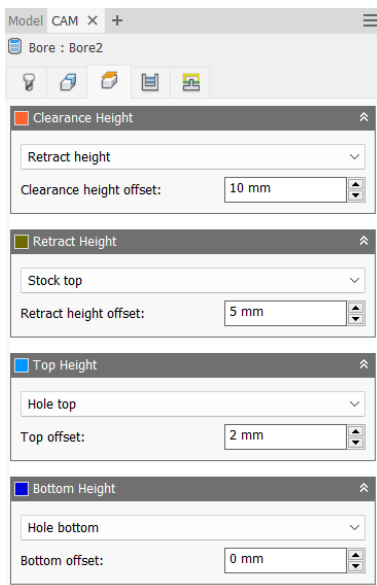 Model CAM × +
Bore : Bore2
Clearance Height
Retract height
Clearance height offset: 10 mm
Retract Height
Stock top
Retract height offset: 5 mm
Top Height
Hole top
Top offset: 2 mm
Bottom Height
Hole bottom
Bottom offset: 0 mm